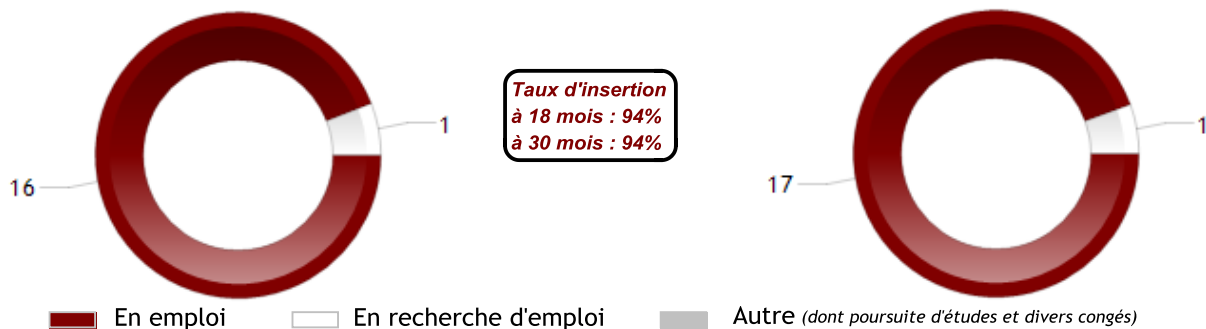 16
1
Taux d'insertion
à 18 mois : 94%
à 30 mois : 94%
17
1
En emploi
En recherche d'emploi
Autre (dont poursuite d'études et divers congés)